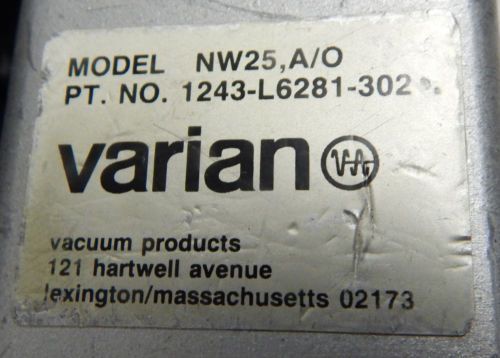 MODEL NW25,A/O
PT. NO. 1243-L6281-302
varian
vacuum products
121 hartwell avenue
lexington/massachusetts 02173